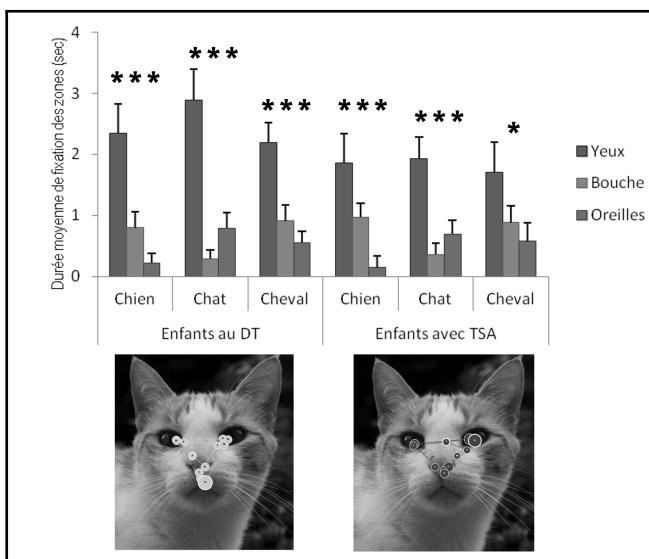 Durée moyenne de fixation des zones (sec)
4
3
2
1
0
***
***
***
***
***
*
Yeux
Bouche
Oreilles
Chien
Chat
Cheval
Chien
Chat
Cheval
Enfants au DT
Enfants avec TSA